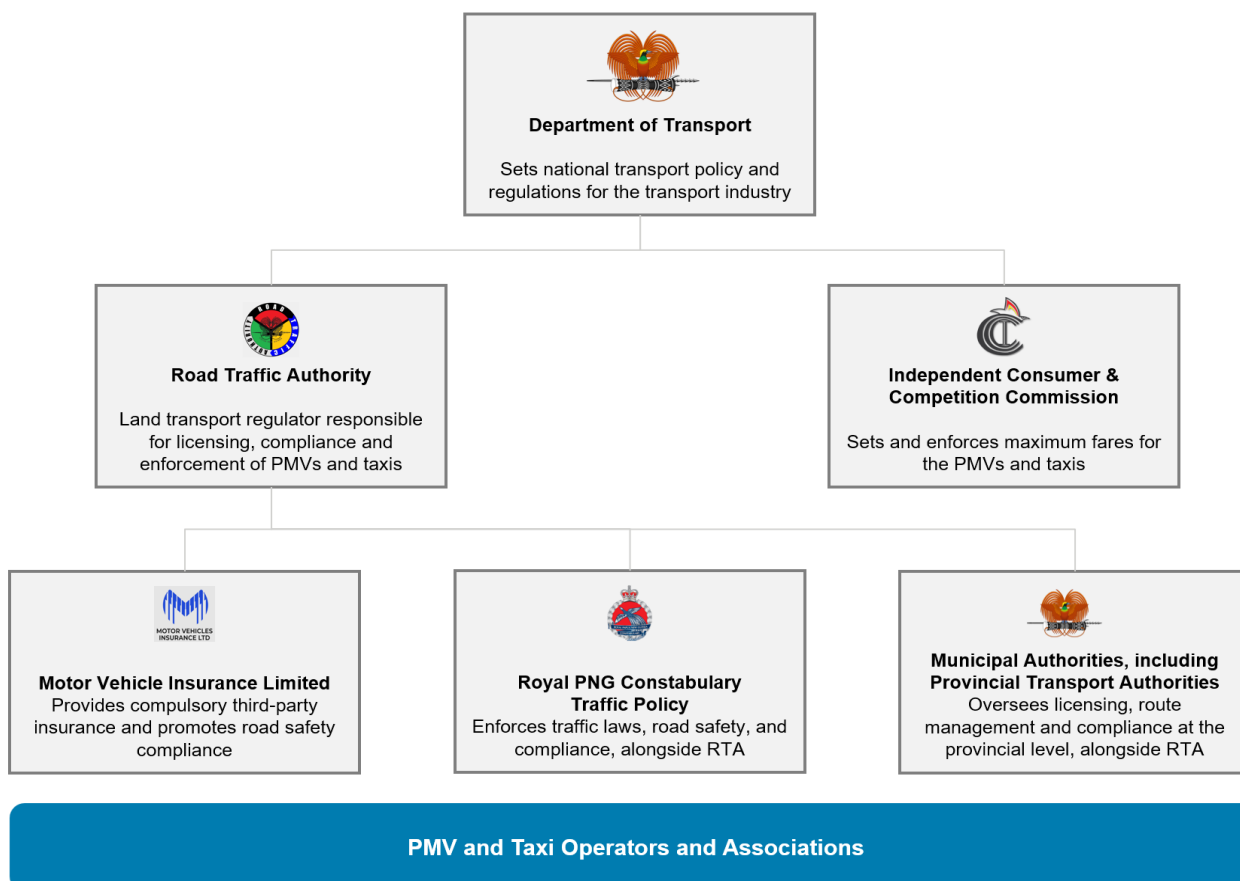 Department of Transport
Sets national transport policy and
regulations for the transport industry
ROAD TRAFFIC AUTHORITY
Road Traffic Authority
Land transport regulator responsible
for licensing, compliance and
enforcement of PMVs and taxis
Independent Consumer &
Competition Commission
Sets and enforces maximum fares for
the PMVs and taxis
MOTOR VEHICLES
INSURANCE LTD
Motor Vehicle Insurance Limited
Provides compulsory third-party
insurance and promotes road safety
compliance
Royal PNG Constabulary
Traffic Policy
Enforces traffic laws, road safety, and
compliance, alongside RTA
Municipal Authorities, including
Provincial Transport Authorities
Oversees licensing, route
management and compliance at the
provincial level, alongside RTA
PMV and Taxi Operators and Associations